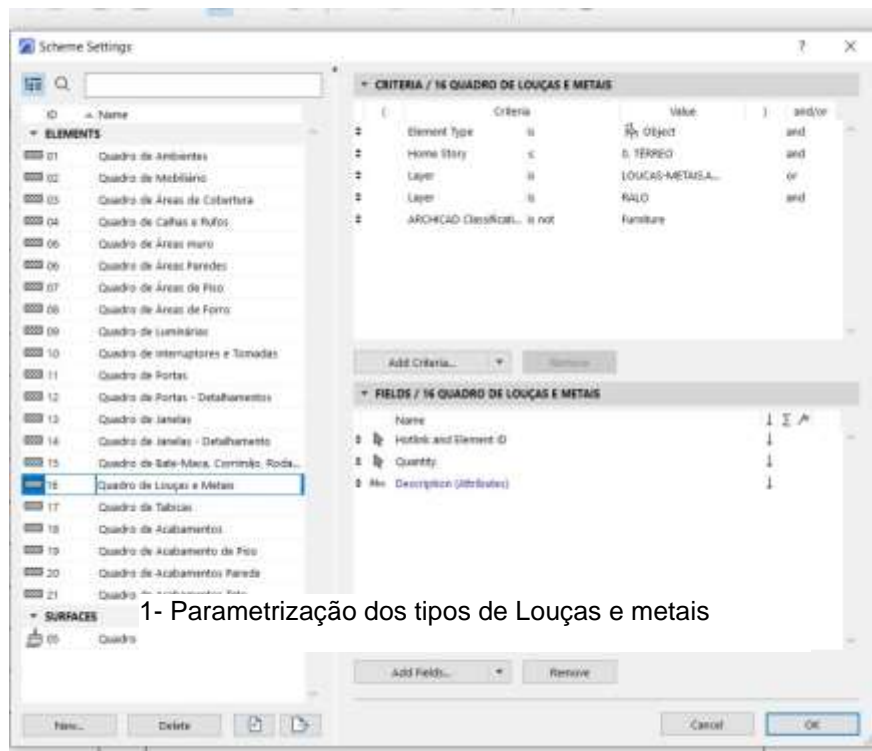 Scheme Settings ? ×
ID Name
ELEMENTS
01 Quadro de Ambientes
02 Quadro de Mobiliário
03 Quadro de Áreas de Cobertura
04 Quadro de Calhas e Rufos
Quadro de Áreas muro
06 Quadro de Áreas Paredes
07 Quadro de Áreas de Piso
08 Quadro de Áreas de Forro
09 Quadro de Luminárias
10 Quadro de Interruptores e Tomadas
11 Quadro de Portas
12 Quadro de Portas - Detalhamentos
13 Quadro de Janelas
14 Quadro de Janelas - Detalhamento
15 Quadro de Bate-Maca, Corrimão, Roda...
16 Quadro de Louças e Metais
17 Quadro de Tabicas
18 Quadro de Acabamentos
19 Quadro de Acabamento de Piso
20 Quadro de Acabamentos Parede
21
SURFACES
Quadro
New... Delete
CRITERIA / 16 QUADRO DE LOUÇAS E METAIS
( Criteria Value ) and/or
Element Type is Object and
Home Story ≤ 0. TÉRREO and
Layer is LOUCAS-METAIS.A... or
Layer is RALO and
ARCHICAD Classificati... is not Furniture
Add Criteria... Remove
FIELDS / 16 QUADRO DE LOUÇAS E METAIS
Name
Hotlink and Element ID
Quantity
Abc Description (Attributes)
1- Parametrização dos tipos de Louças e metais
Add Fields... Remove
Cancel OK